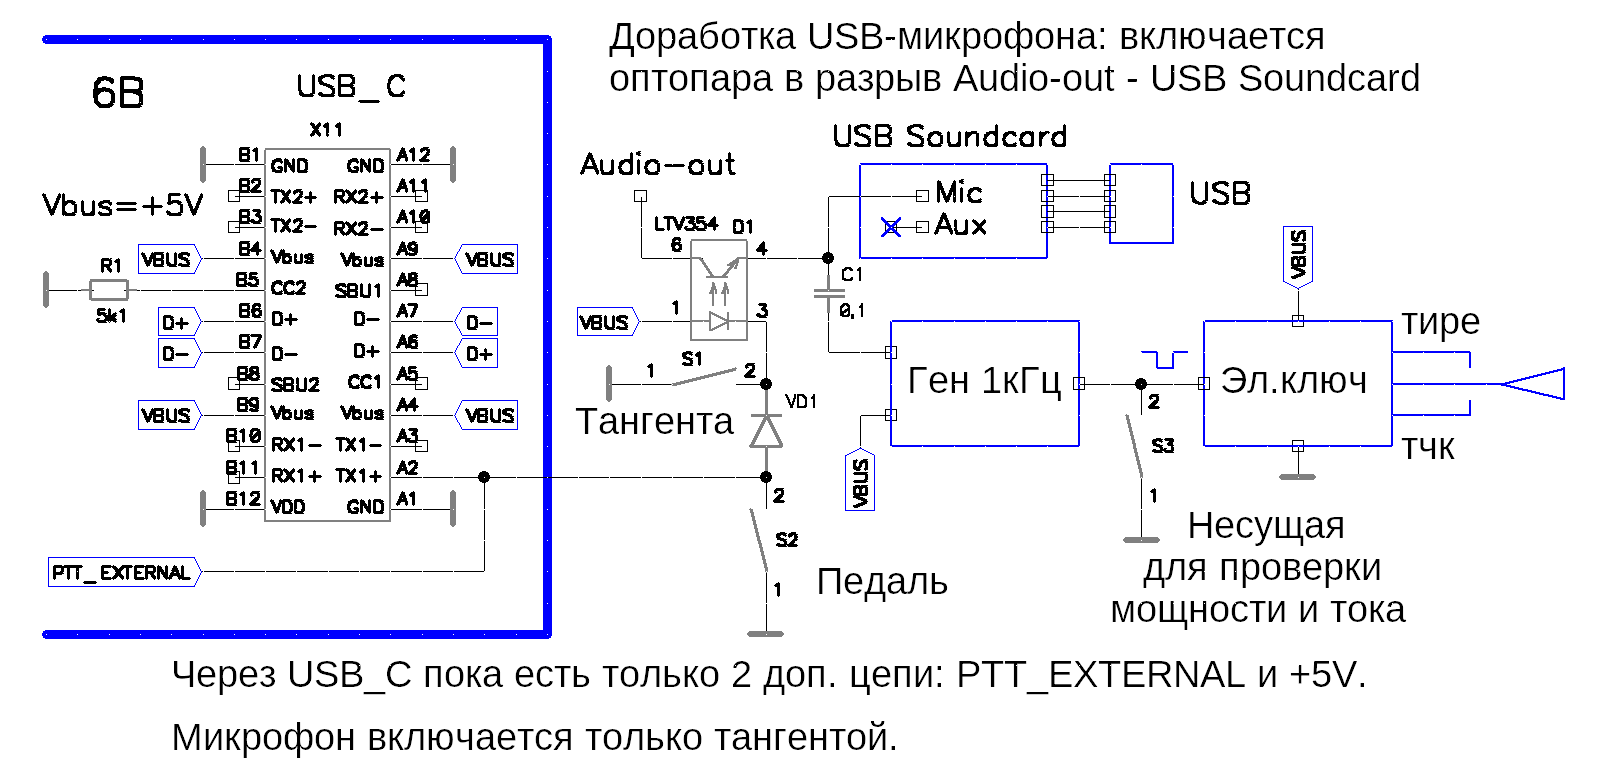 Доработка USB-микрофона: включается
оптопара в разрыв Audio-out - USB Soundcard
6B
USB_C
X11
B1 GND GND A12
B2 TX2+ RX2+ A11
B3 TX2- RX2- A10
Vbus=+5V
VBUS B4 Vbus Vbus A9 VBUS
R1
5k1
B5 CC2 SBU1 A8
D+ B6 D+ D- A7 D-
D- B7 D- D+ A6 D+
B8 SBU2 CC1 A5
VBUS B9 Vbus Vbus A4 VBUS
B10 RX1- TX1- A3
B11 RX1+ TX1+ A2
B12 VDD GND A1
PTT_EXTERNAL
Audio-out
LTV354 D1
6 4
1 3
VBUS
S1
1 2
Тангента
VD1
2
S2
1
Педаль
USB Soundcard
Mic
Aux
USB
C1
0,1
Ген 1кГц
VBUS
2
S3
1
Несущая
для проверки
мощности и тока
VBUS
Эл.ключ
тире
тчк
Через USB_C пока есть только 2 доп. цепи: PTT_EXTERNAL и +5V.
Микрофон включается только тангентой.